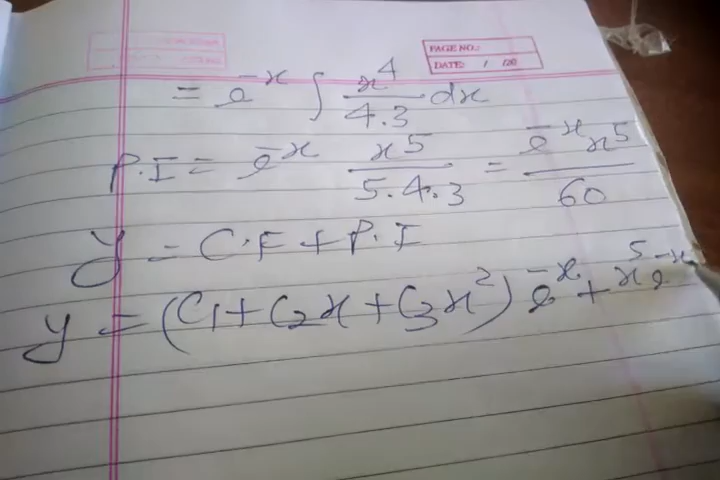 PAGE NO.:
DATE: / /20
= e^{-x} ∫ x^4/4.3 dx
P.I = e^{-x} x^5/5.4.3 = e^{-x} x^5/60
y = C.F + P.I
y = (C1 + C2x + C3x^2) e^{-x} + x^5 e^{-x}